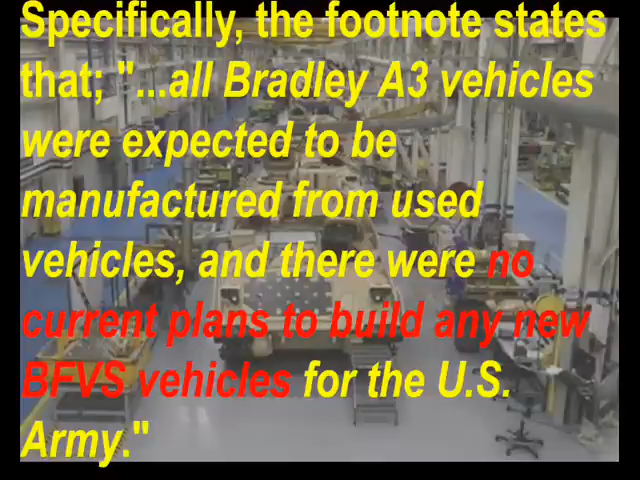 Specifically, the footnote states
that; "...all Bradley A3 vehicles
were expected to be
manufactured from used
vehicles, and there were no
current plans to build any new
BFVS vehicles for the U.S.
Army."